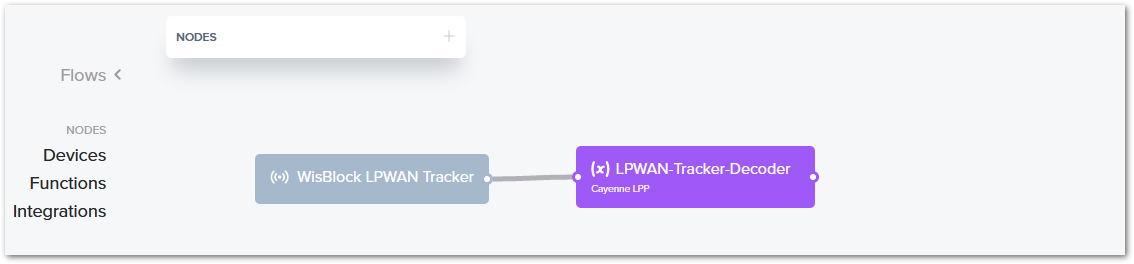 NODES
Flows
NODES
Devices
Functions
Integrations
WisBlock LPWAN Tracker
(x) LPWAN-Tracker-Decoder
Cayenne LPP